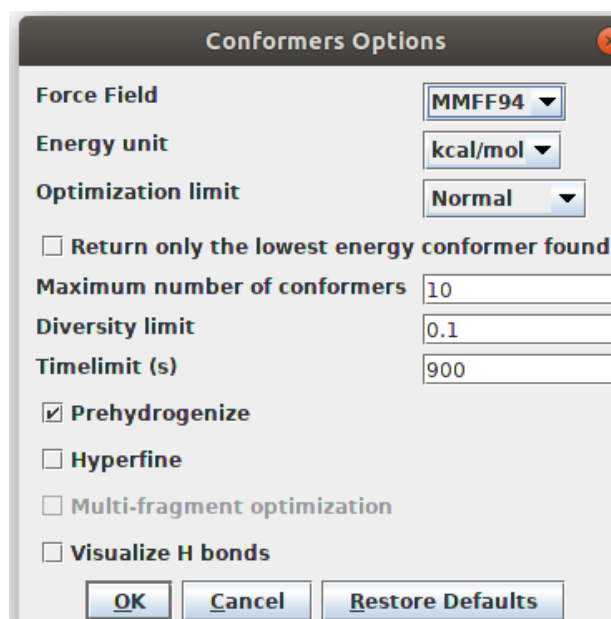 Conformers Options
Force Field MMFF94
Energy unit kcal/mol
Optimization limit Normal
Return only the lowest energy conformer found
Maximum number of conformers 10
Diversity limit 0.1
Timelimit (s) 900
Prehydrogenize
Hyperfine
Multi-fragment optimization
Visualize H bonds
OK Cancel Restore Defaults